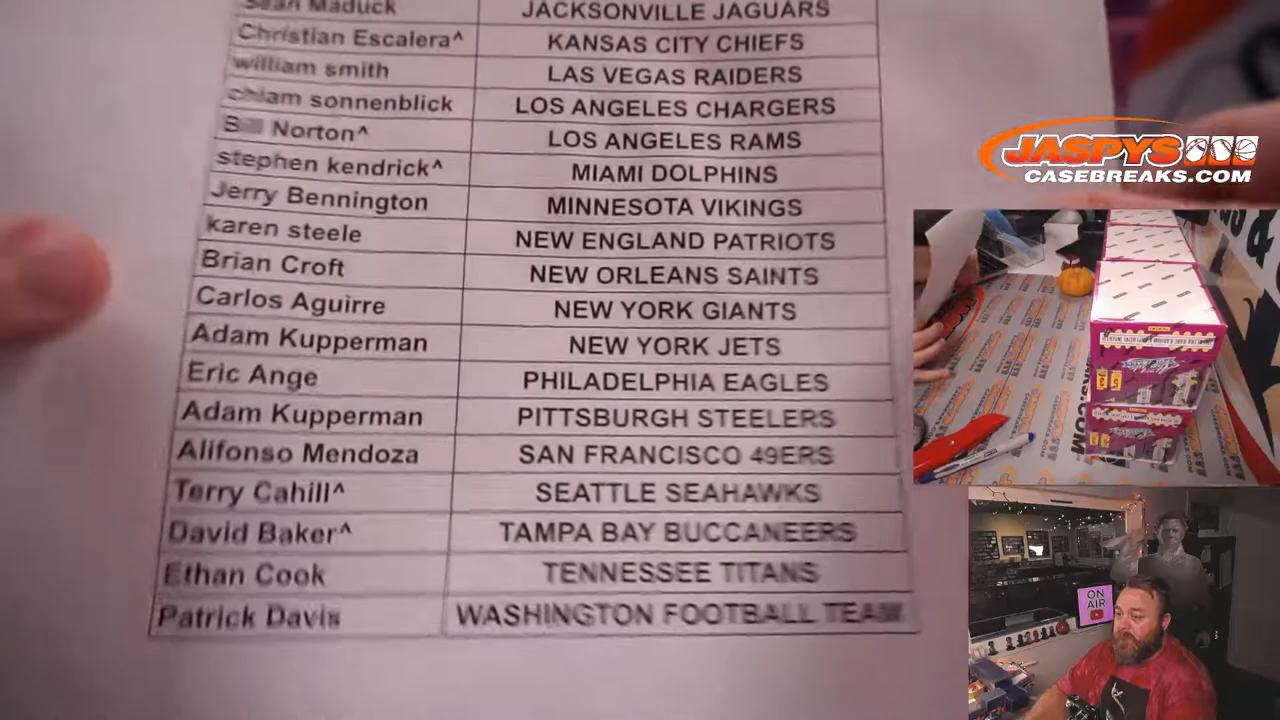 Sean Maduck JACKSONVILLE JAGUARS
Christian Escalera^ KANSAS CITY CHIEFS
william smith LAS VEGAS RAIDERS
chiam sonnenblick LOS ANGELES CHARGERS
Bill Norton^ LOS ANGELES RAMS
stephen kendrick^ MIAMI DOLPHINS
Jerry Bennington MINNESOTA VIKINGS
karen steele NEW ENGLAND PATRIOTS
Brian Croft NEW ORLEANS SAINTS
Carlos Aguirre NEW YORK GIANTS
Adam Kupperman NEW YORK JETS
Eric Ange PHILADELPHIA EAGLES
Adam Kupperman PITTSBURGH STEELERS
Alifonso Mendoza SAN FRANCISCO 49ERS
Terry Cahill^ SEATTLE SEAHAWKS
David Baker^ TAMPA BAY BUCCANEERS
Ethan Cook TENNESSEE TITANS
Patrick Davis WASHINGTON FOOTBALL TEAM
JASPYS
CASEBREAKS.COM
ON
AIR